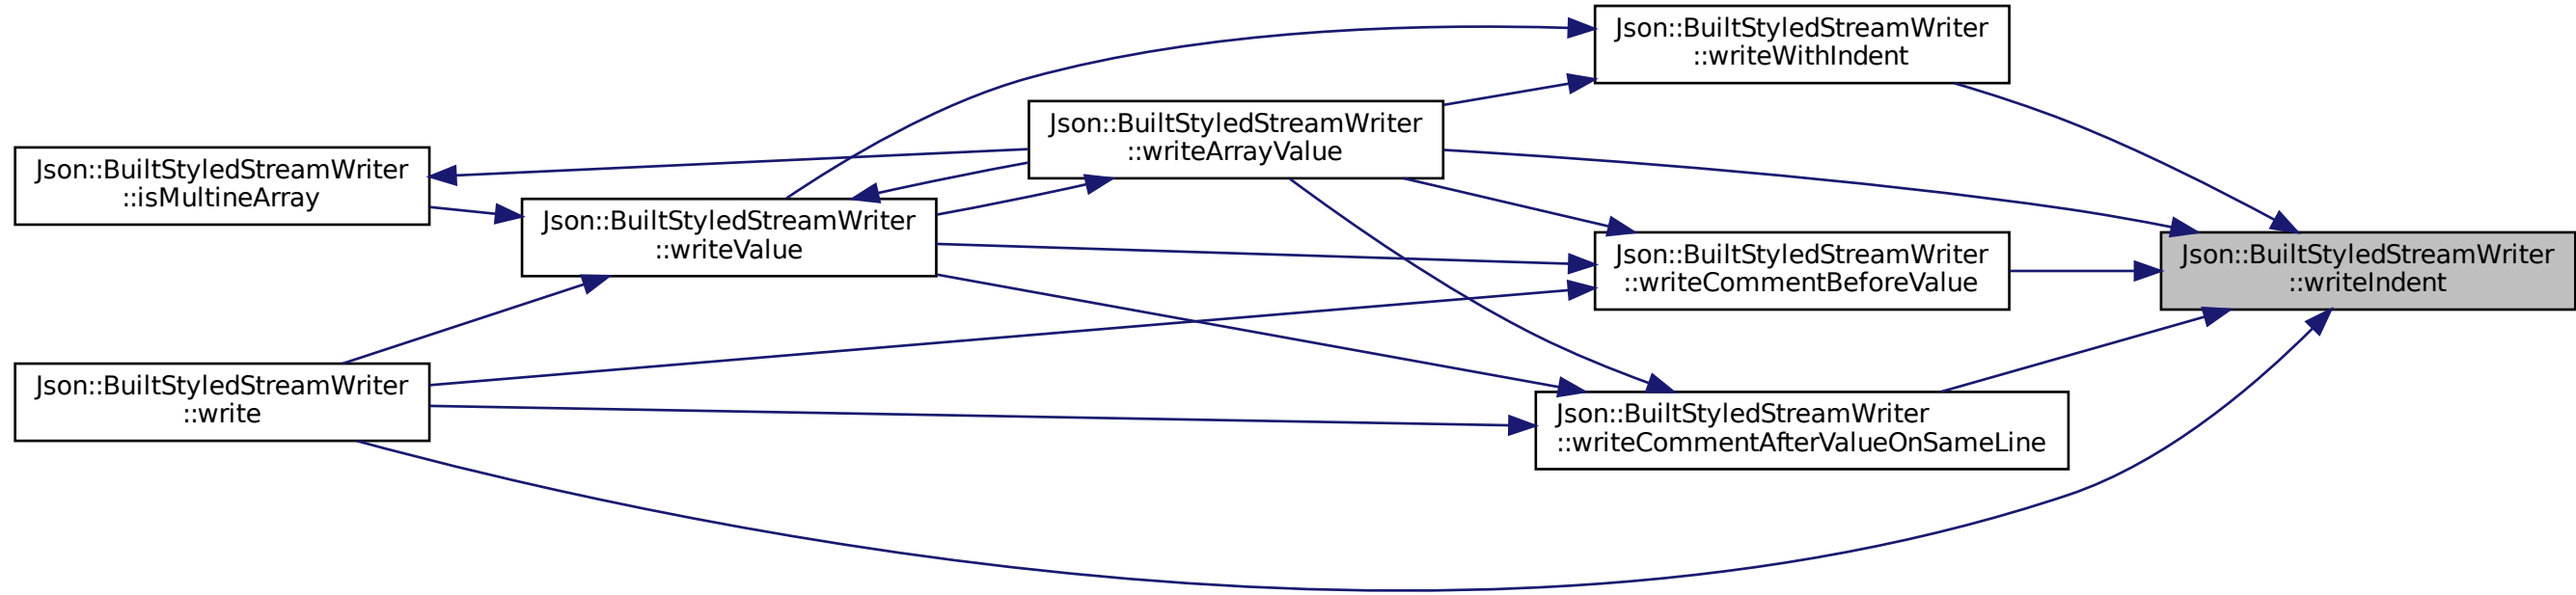 Json::BuiltStyledStreamWriter
::writeWithIndent
Json::BuiltStyledStreamWriter
::writeArrayValue
Json::BuiltStyledStreamWriter
::isMultineArray
Json::BuiltStyledStreamWriter
::writeValue
Json::BuiltStyledStreamWriter
::writeCommentBeforeValue
Json::BuiltStyledStreamWriter
::writeIndent
Json::BuiltStyledStreamWriter
::write
Json::BuiltStyledStreamWriter
::writeCommentAfterValueOnSameLine